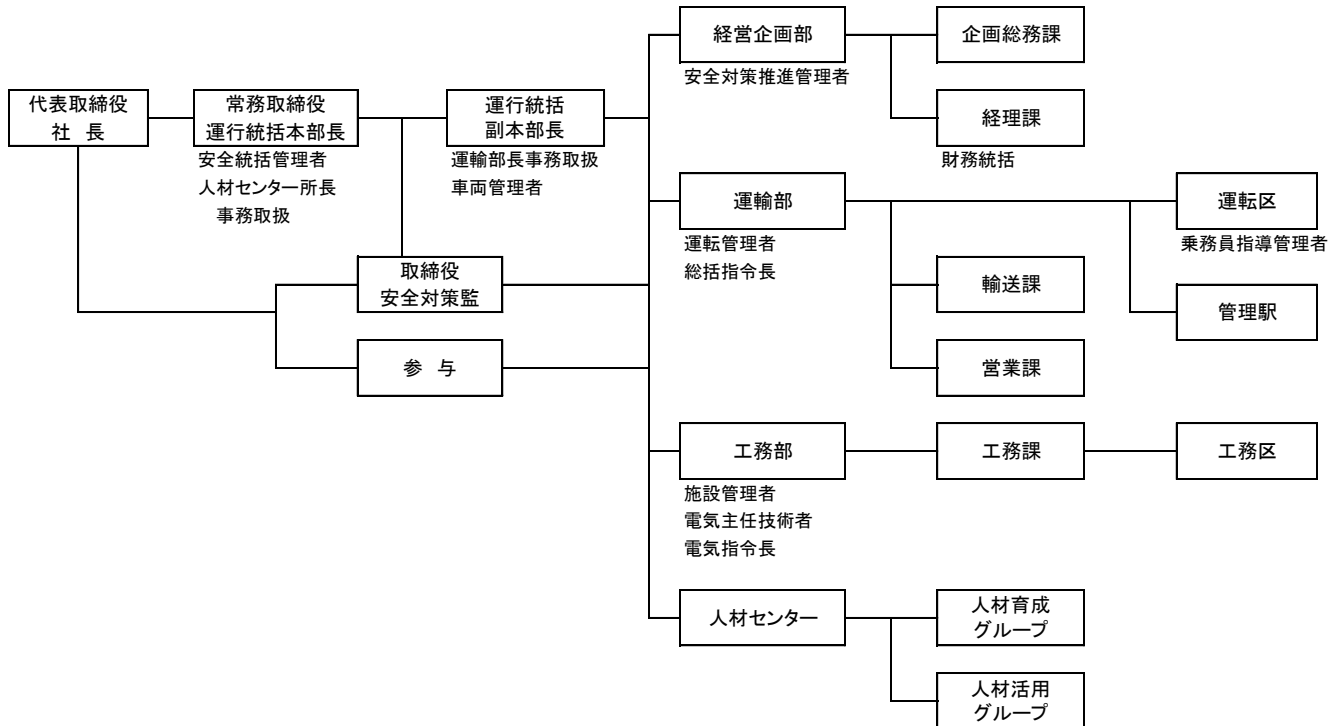 代表取締役
社 長
常務取締役
運行統括本部長
安全統括管理者
人材センター所長
事務取扱
運行統括
副本部長
運輸部長事務取扱
車両管理者
取締役
安全対策監
参 与
経営企画部
安全対策推進管理者
企画総務課
経理課
財務統括
運輸部
運転管理者
総括指令長
輸送課
営業課
運転区
乗務員指導管理者
管理駅
工務部
施設管理者
電気主任技術者
電気指令長
工務課
工務区
人材センター
人材育成
グループ
人材活用
グループ